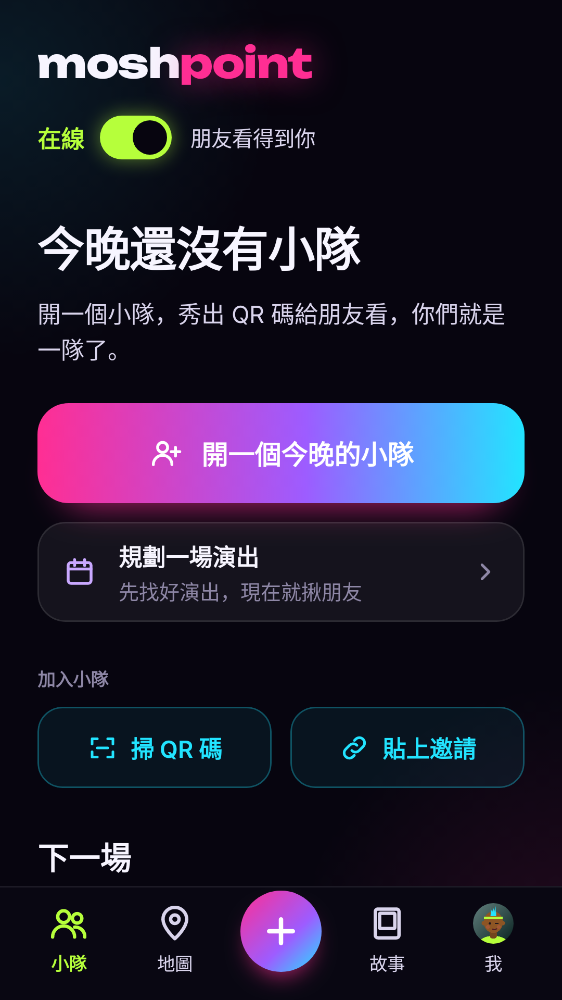 moshpoint
在線
朋友看得到你
今晚還沒有小隊
開一個小隊，秀出 QR 碼給朋友看，你們就是
一隊了。
開一個今晚的小隊
規劃一場演出
先找好演出，現在就揪朋友
加入小隊
掃 QR 碼
貼上邀請
下一場
小隊
地圖
故事
我